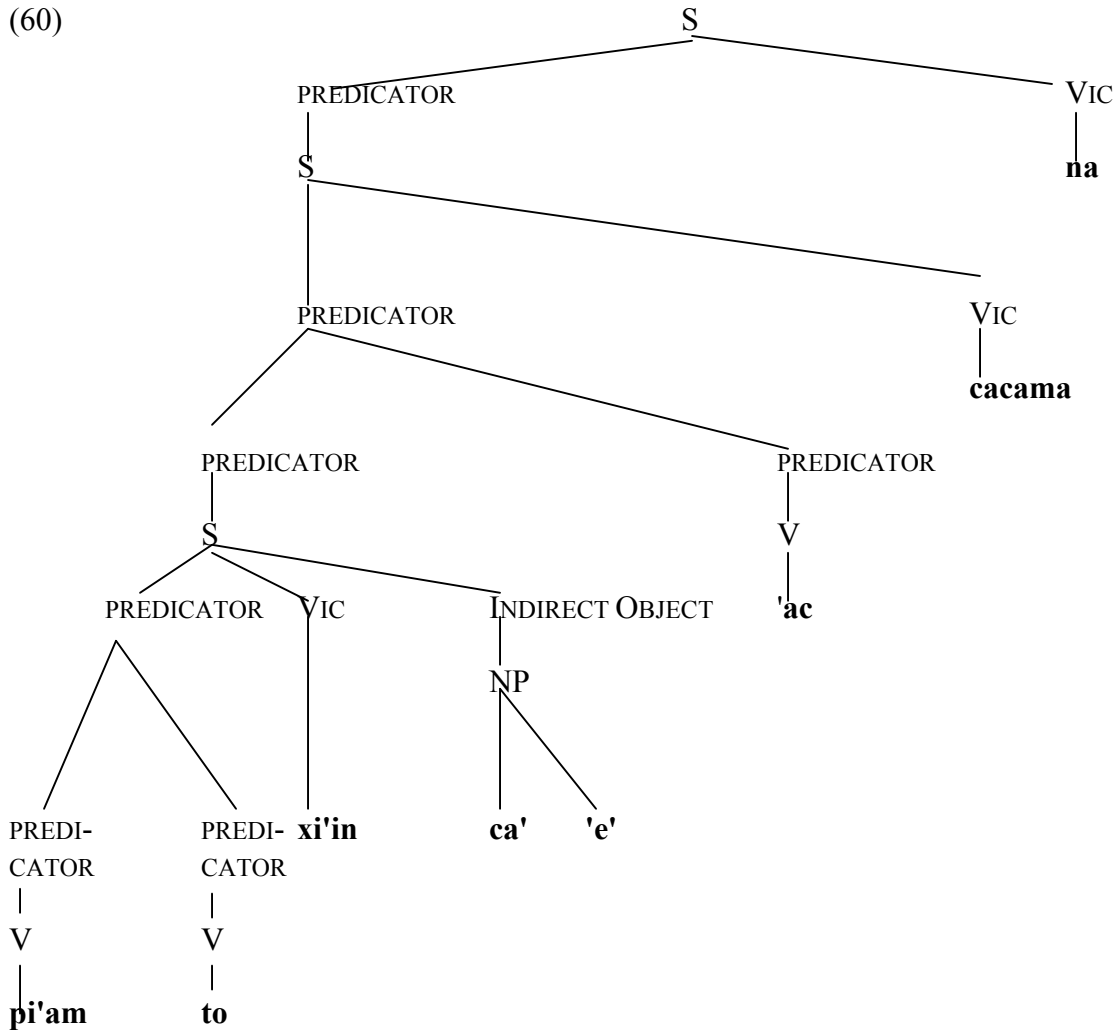 (60)
S
PREDICATOR VIC
S na
PREDICATOR VIC
cacama
PREDICATOR PREDICATOR
S V
PREDICATOR VIC INDIRECT OBJECT 'ac
NP
PREDI- PREDI- xi'in ca' 'e'
CATOR CATOR
V V
pi'am to